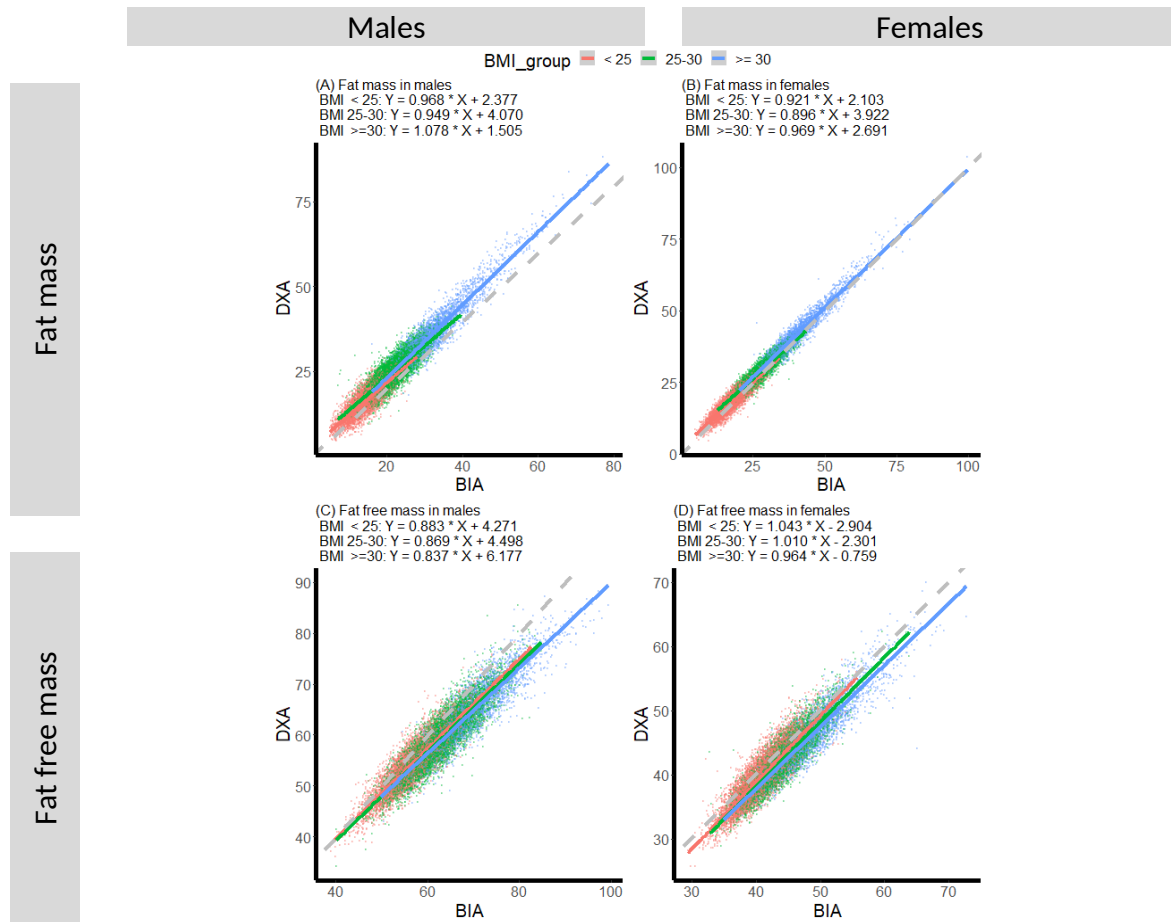 Males
Females
BMI_group < 25 25-30 >= 30
Fat mass
(A) Fat mass in males
BMI < 25: Y = 0.968 * X + 2.377
BMI 25-30: Y = 0.949 * X + 4.070
BMI >=30: Y = 1.078 * X + 1.505
75
50
25
DXA
20 40 60 80
BIA
(B) Fat mass in females
BMI < 25: Y = 0.921 * X + 2.103
BMI 25-30: Y = 0.896 * X + 3.922
BMI >=30: Y = 0.969 * X + 2.691
100
75
50
25
0
DXA
25 50 75 100
BIA
Fat free mass
(C) Fat free mass in males
BMI < 25: Y = 0.883 * X + 4.271
BMI 25-30: Y = 0.869 * X + 4.498
BMI >=30: Y = 0.837 * X + 6.177
90
80
70
60
50
40
DXA
40 60 80 100
BIA
(D) Fat free mass in females
BMI < 25: Y = 1.043 * X - 2.904
BMI 25-30: Y = 1.010 * X - 2.301
BMI >=30: Y = 0.964 * X - 0.759
70
60
50
40
30
DXA
30 40 50 60 70
BIA